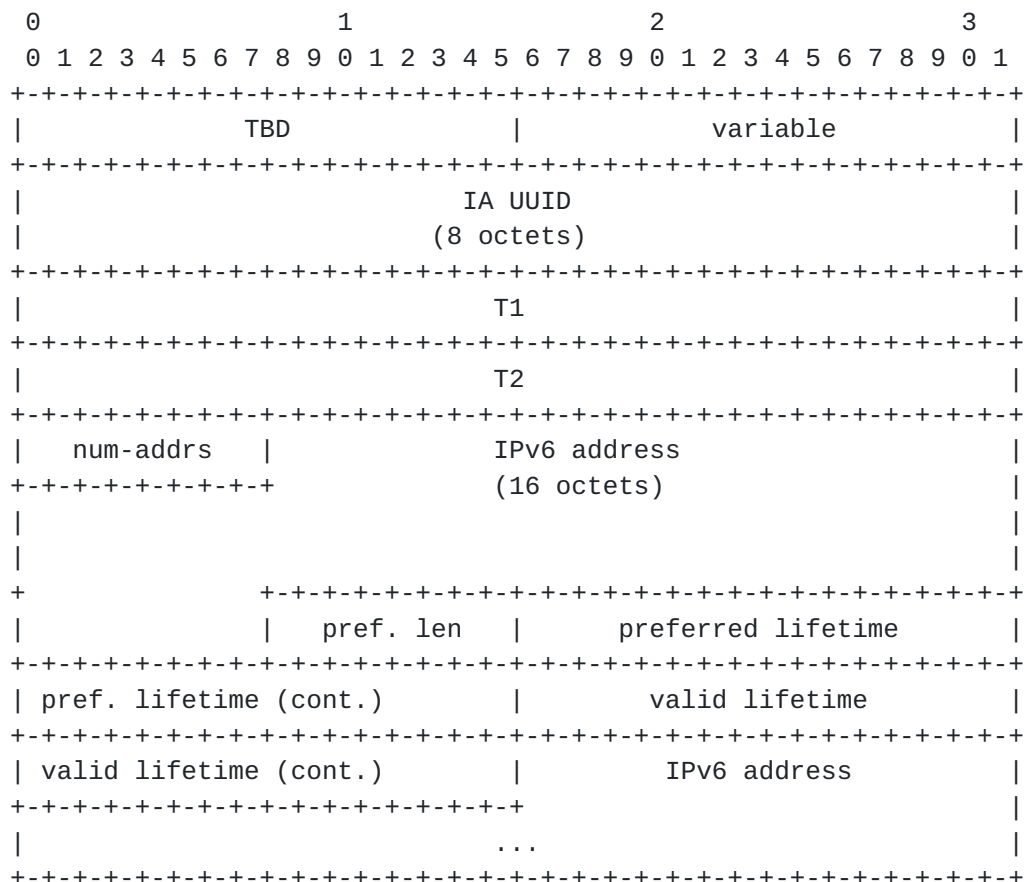 0                   1                   2                   3
 0 1 2 3 4 5 6 7 8 9 0 1 2 3 4 5 6 7 8 9 0 1 2 3 4 5 6 7 8 9 0 1
+-+-+-+-+-+-+-+-+-+-+-+-+-+-+-+-+-+-+-+-+-+-+-+-+-+-+-+-+-+-+-+-+
|              TBD              |            variable           |
+-+-+-+-+-+-+-+-+-+-+-+-+-+-+-+-+-+-+-+-+-+-+-+-+-+-+-+-+-+-+-+-+
|                            IA UUID                            |
|                          (8 octets)                           |
+-+-+-+-+-+-+-+-+-+-+-+-+-+-+-+-+-+-+-+-+-+-+-+-+-+-+-+-+-+-+-+-+
|                              T1                               |
+-+-+-+-+-+-+-+-+-+-+-+-+-+-+-+-+-+-+-+-+-+-+-+-+-+-+-+-+-+-+-+-+
|                              T2                               |
+-+-+-+-+-+-+-+-+-+-+-+-+-+-+-+-+-+-+-+-+-+-+-+-+-+-+-+-+-+-+-+-+
|   num-addrs   |              IPv6 address                     |
+-+-+-+-+-+-+-+-+              (16 octets)                      |
|                                                               |
|                                                               |
+               +-+-+-+-+-+-+-+-+-+-+-+-+-+-+-+-+-+-+-+-+-+-+-+-+
|               |   pref. len   |      preferred lifetime       |
+-+-+-+-+-+-+-+-+-+-+-+-+-+-+-+-+-+-+-+-+-+-+-+-+-+-+-+-+-+-+-+-+
| pref. lifetime (cont.)        |        valid lifetime         |
+-+-+-+-+-+-+-+-+-+-+-+-+-+-+-+-+-+-+-+-+-+-+-+-+-+-+-+-+-+-+-+-+
| valid lifetime (cont.)        |         IPv6 address          |
+-+-+-+-+-+-+-+-+-+-+-+-+-+-+-+-+                               |
|                              ...                              |
+-+-+-+-+-+-+-+-+-+-+-+-+-+-+-+-+-+-+-+-+-+-+-+-+-+-+-+-+-+-+-+-+